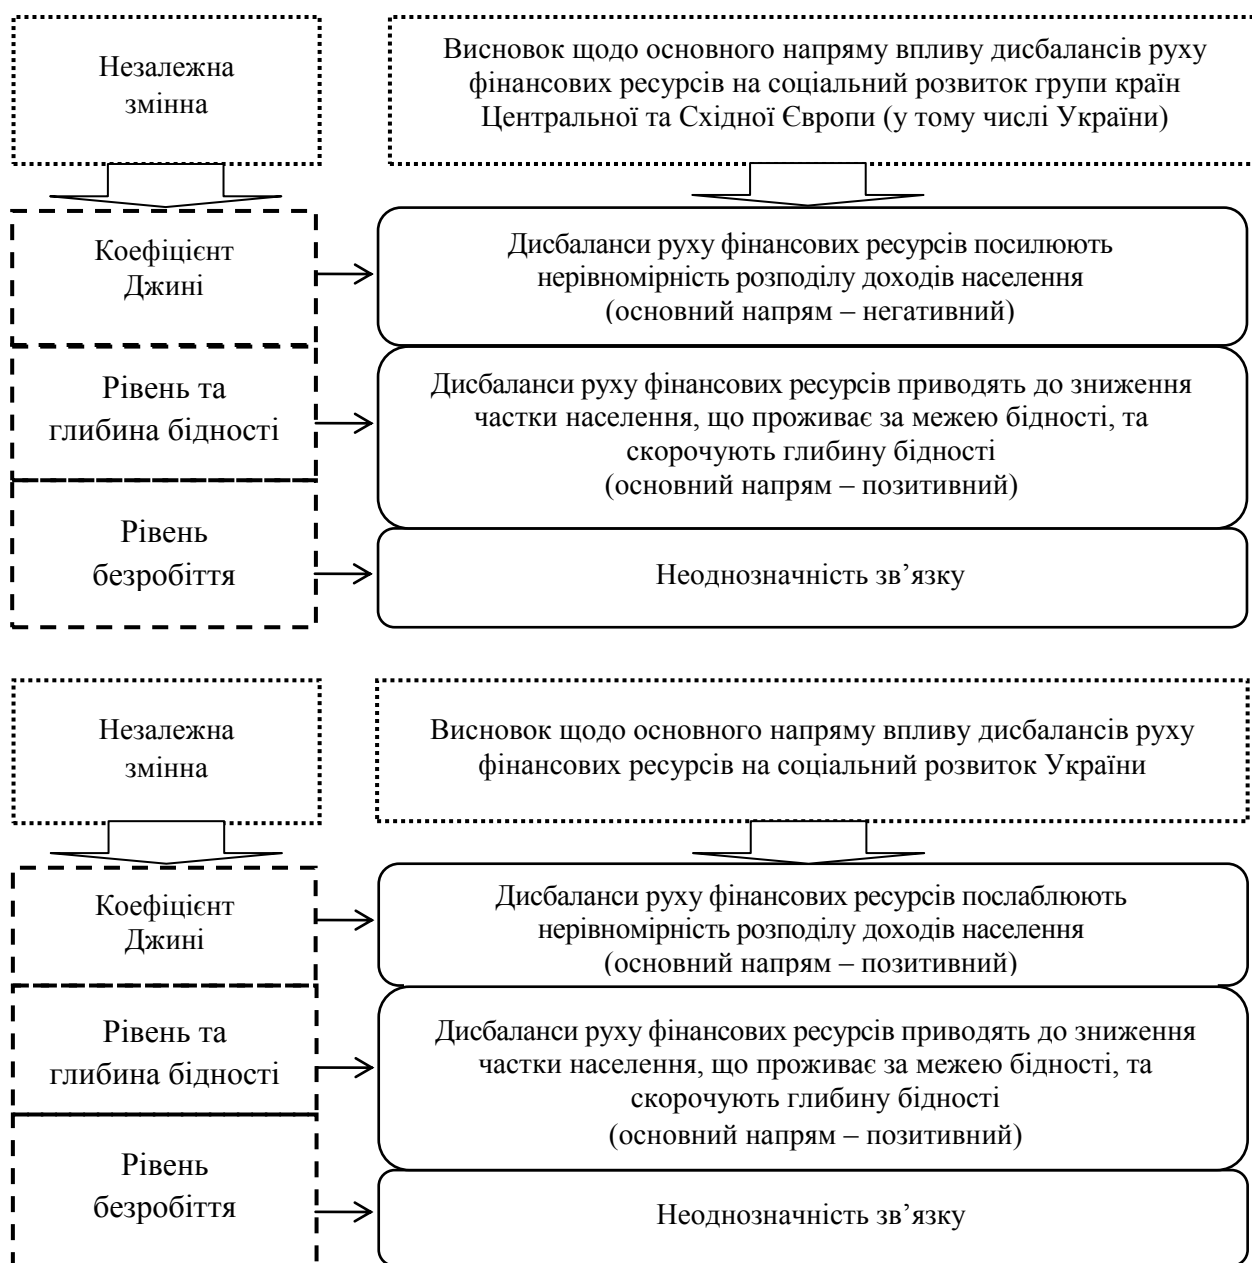 Незалежна
змінна
Висновок щодо основного напряму впливу дисбалансів руху
фінансових ресурсів на соціальний розвиток групи країн
Центральної та Східної Європи (у тому числі України)
Коефіцієнт
Джині
Дисбаланси руху фінансових ресурсів посилюють
нерівномірність розподілу доходів населення
(основний напрям – негативний)
Рівень та
глибина бідності
Дисбаланси руху фінансових ресурсів приводять до зниження
частки населення, що проживає за межею бідності, та
скорочують глибину бідності
(основний напрям – позитивний)
Рівень
безробіття
Неоднозначність зв’язку
Незалежна
змінна
Висновок щодо основного напряму впливу дисбалансів руху
фінансових ресурсів на соціальний розвиток України
Коефіцієнт
Джині
Дисбаланси руху фінансових ресурсів послаблюють
нерівномірність розподілу доходів населення
(основний напрям – позитивний)
Рівень та
глибина бідності
Дисбаланси руху фінансових ресурсів приводять до зниження
частки населення, що проживає за межею бідності, та
скорочують глибину бідності
(основний напрям – позитивний)
Рівень
безробіття
Неоднозначність зв’язку